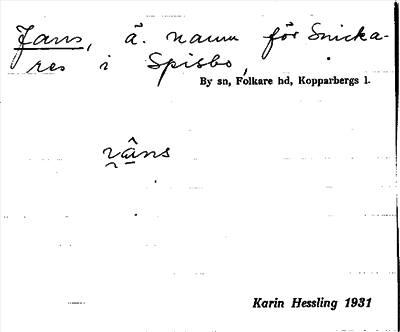 Jans, ä. namn för Snicka-
res i Spisbo,
By sn, Folkare hd, Kopparbergs l.
Karin Hessling 1931